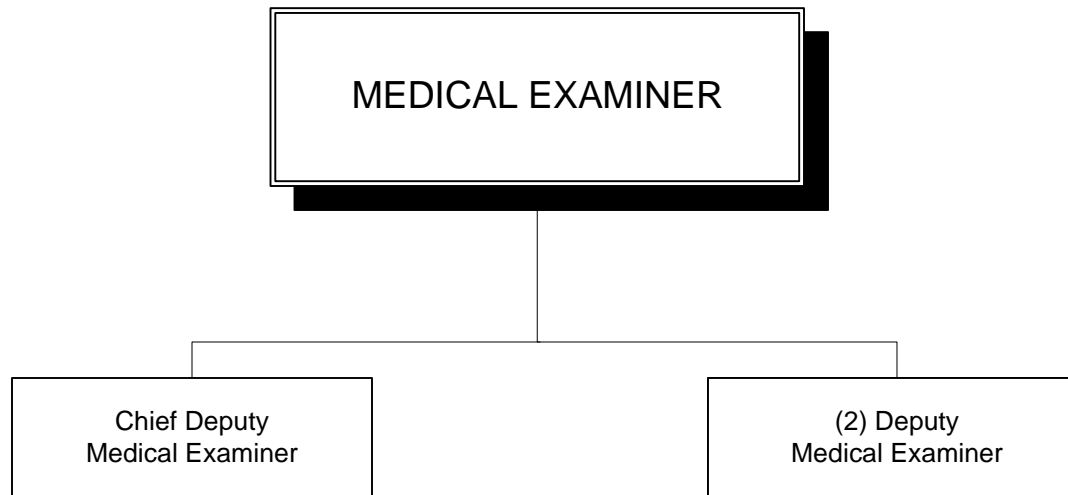 MEDICAL EXAMINER
Chief Deputy
Medical Examiner
(2) Deputy
Medical Examiner